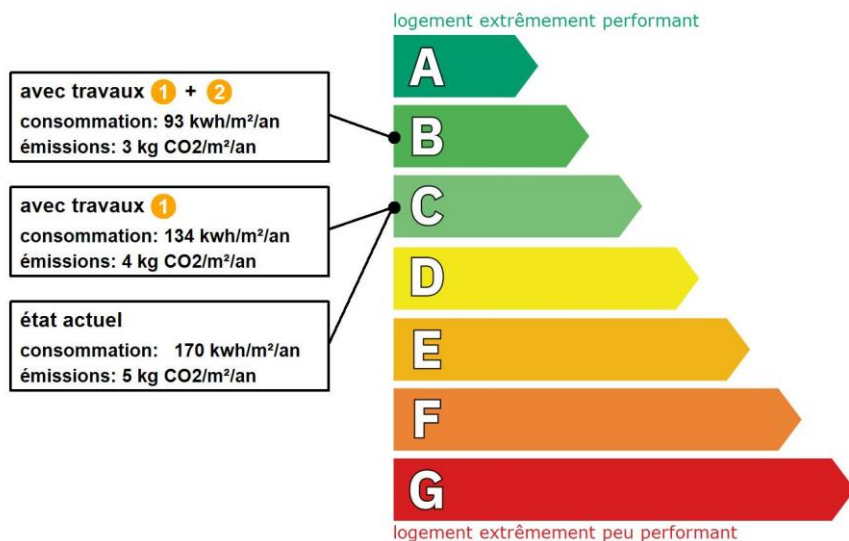 logement extrêmement performant
avec travaux 1 + 2
consommation: 93 kwh/m²/an
émissions: 3 kg CO2/m²/an
avec travaux 1
consommation: 134 kwh/m²/an
émissions: 4 kg CO2/m²/an
état actuel
consommation: 170 kwh/m²/an
émissions: 5 kg CO2/m²/an
A
B
C
D
E
F
G
logement extrêmement peu performant